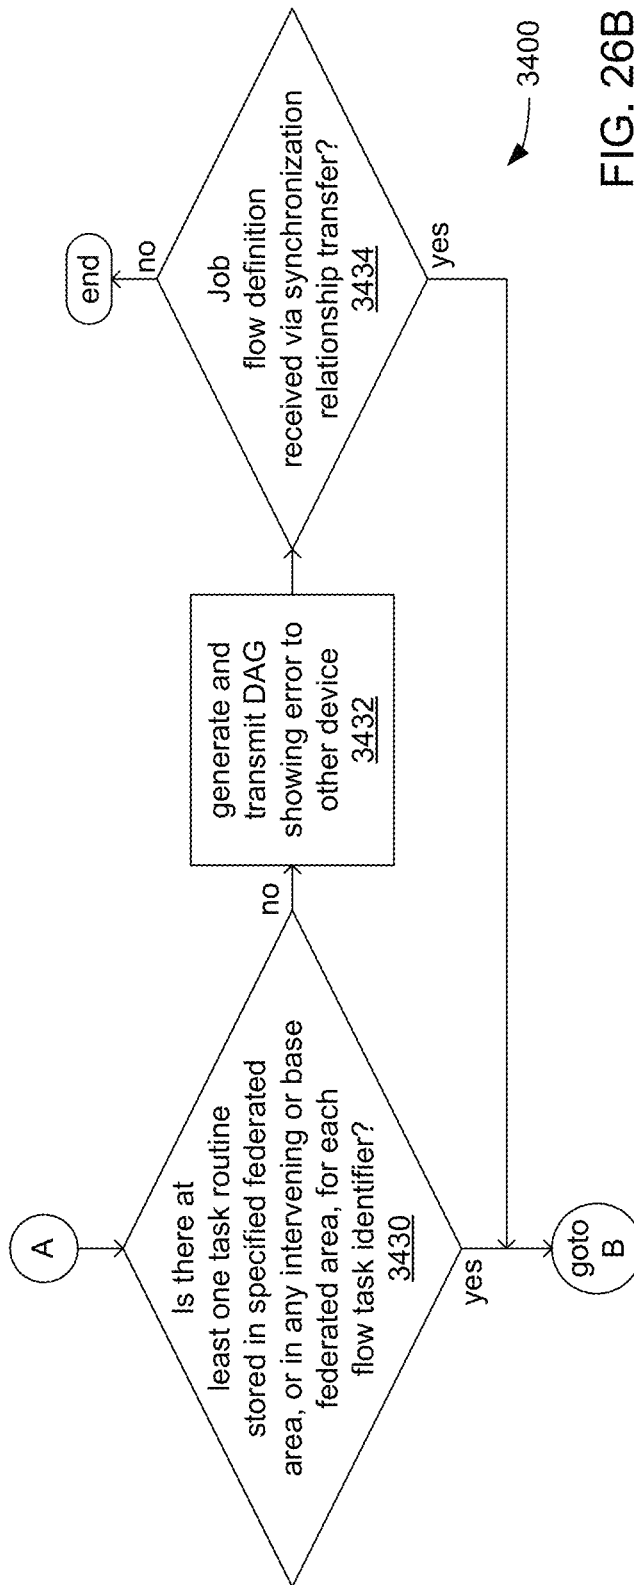 A
Is there at
least one task routine
stored in specified federated
area, or in any intervening or base
federated area, for each
flow task identifier?
3430
no
yes
generate and
transmit DAG
showing error to
other device
3432
Job
flow definition
received via synchronization
relationship transfer?
3434
no
end
yes
goto
B
3400
FIG. 26B